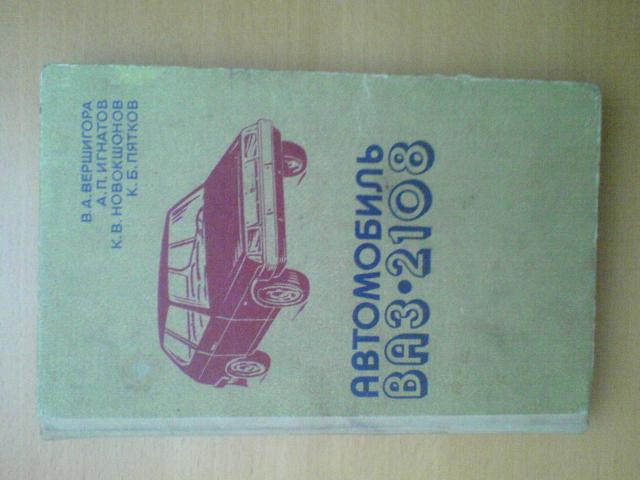 В.А.ВЕРШИГОРА
А.П.ИГНАТОВ
К.В.НОВОКШОНОВ
К.Б.ПЯТКОВ
АВТОМОБИЛЬ
ВАЗ•2108